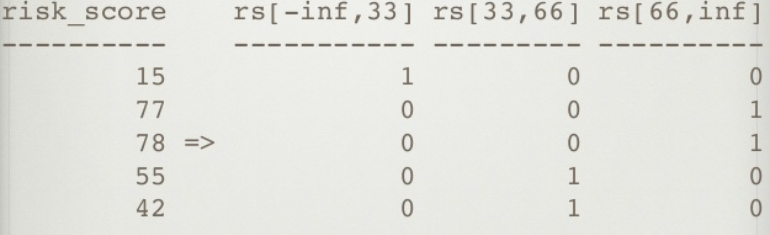 risk_score rs[-inf,33] rs[33,66] rs[66,inf]
---------- ----------- --------- ----------
15 1 0 0
77 0 0 1
78 => 0 0 1
55 0 1 0
42 0 1 0